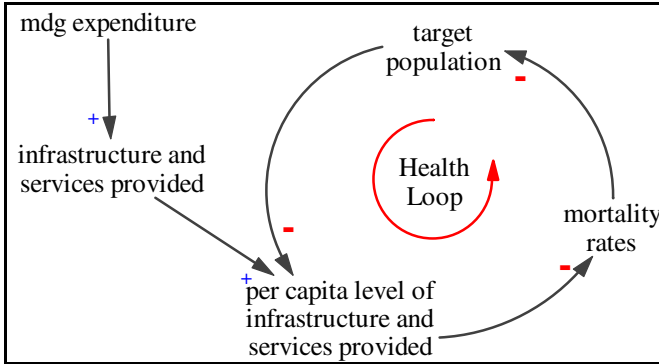 mdg expenditure
+
infrastructure and
services provided
target
population
-
Health
Loop
mortality
rates
-
-
+
per capita level of
infrastructure and
services provided